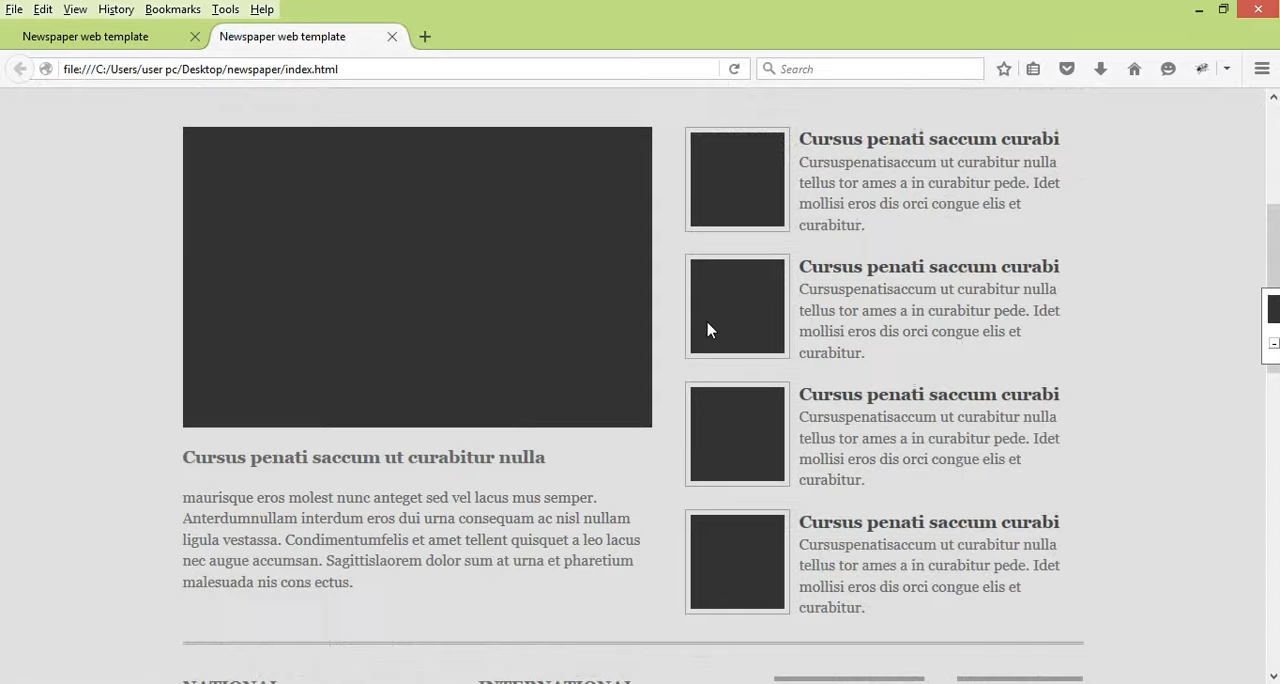 File Edit View History Bookmarks Tools Help
Newspaper web template
Newspaper web template
file:///C:/Users/user pc/Desktop/newspaper/index.html
Search
Cursus penati saccum ut curabitur nulla
maurisque eros molest nunc anteget sed vel lacus mus semper.
Anterdumnullam interdum eros dui urna consequam ac nisl nullam
ligula vestassa. Condimentumfelis et amet tellent quisquet a leo lacus
nec augue accumsan. Sagittislaorem dolor sum at urna et pharetium
malesuada nis cons ectus.
Cursus penati saccum curabi
Cursuspenatisaccum ut curabitur nulla
tellus tor ames a in curabitur pede. Idet
mollisi eros dis orci congue elis et
curabitur.
Cursus penati saccum curabi
Cursuspenatisaccum ut curabitur nulla
tellus tor ames a in curabitur pede. Idet
mollisi eros dis orci congue elis et
curabitur.
Cursus penati saccum curabi
Cursuspenatisaccum ut curabitur nulla
tellus tor ames a in curabitur pede. Idet
mollisi eros dis orci congue elis et
curabitur.
Cursus penati saccum curabi
Cursuspenatisaccum ut curabitur nulla
tellus tor ames a in curabitur pede. Idet
mollisi eros dis orci congue elis et
curabitur.
NATIONAL
INTERNATIONAL